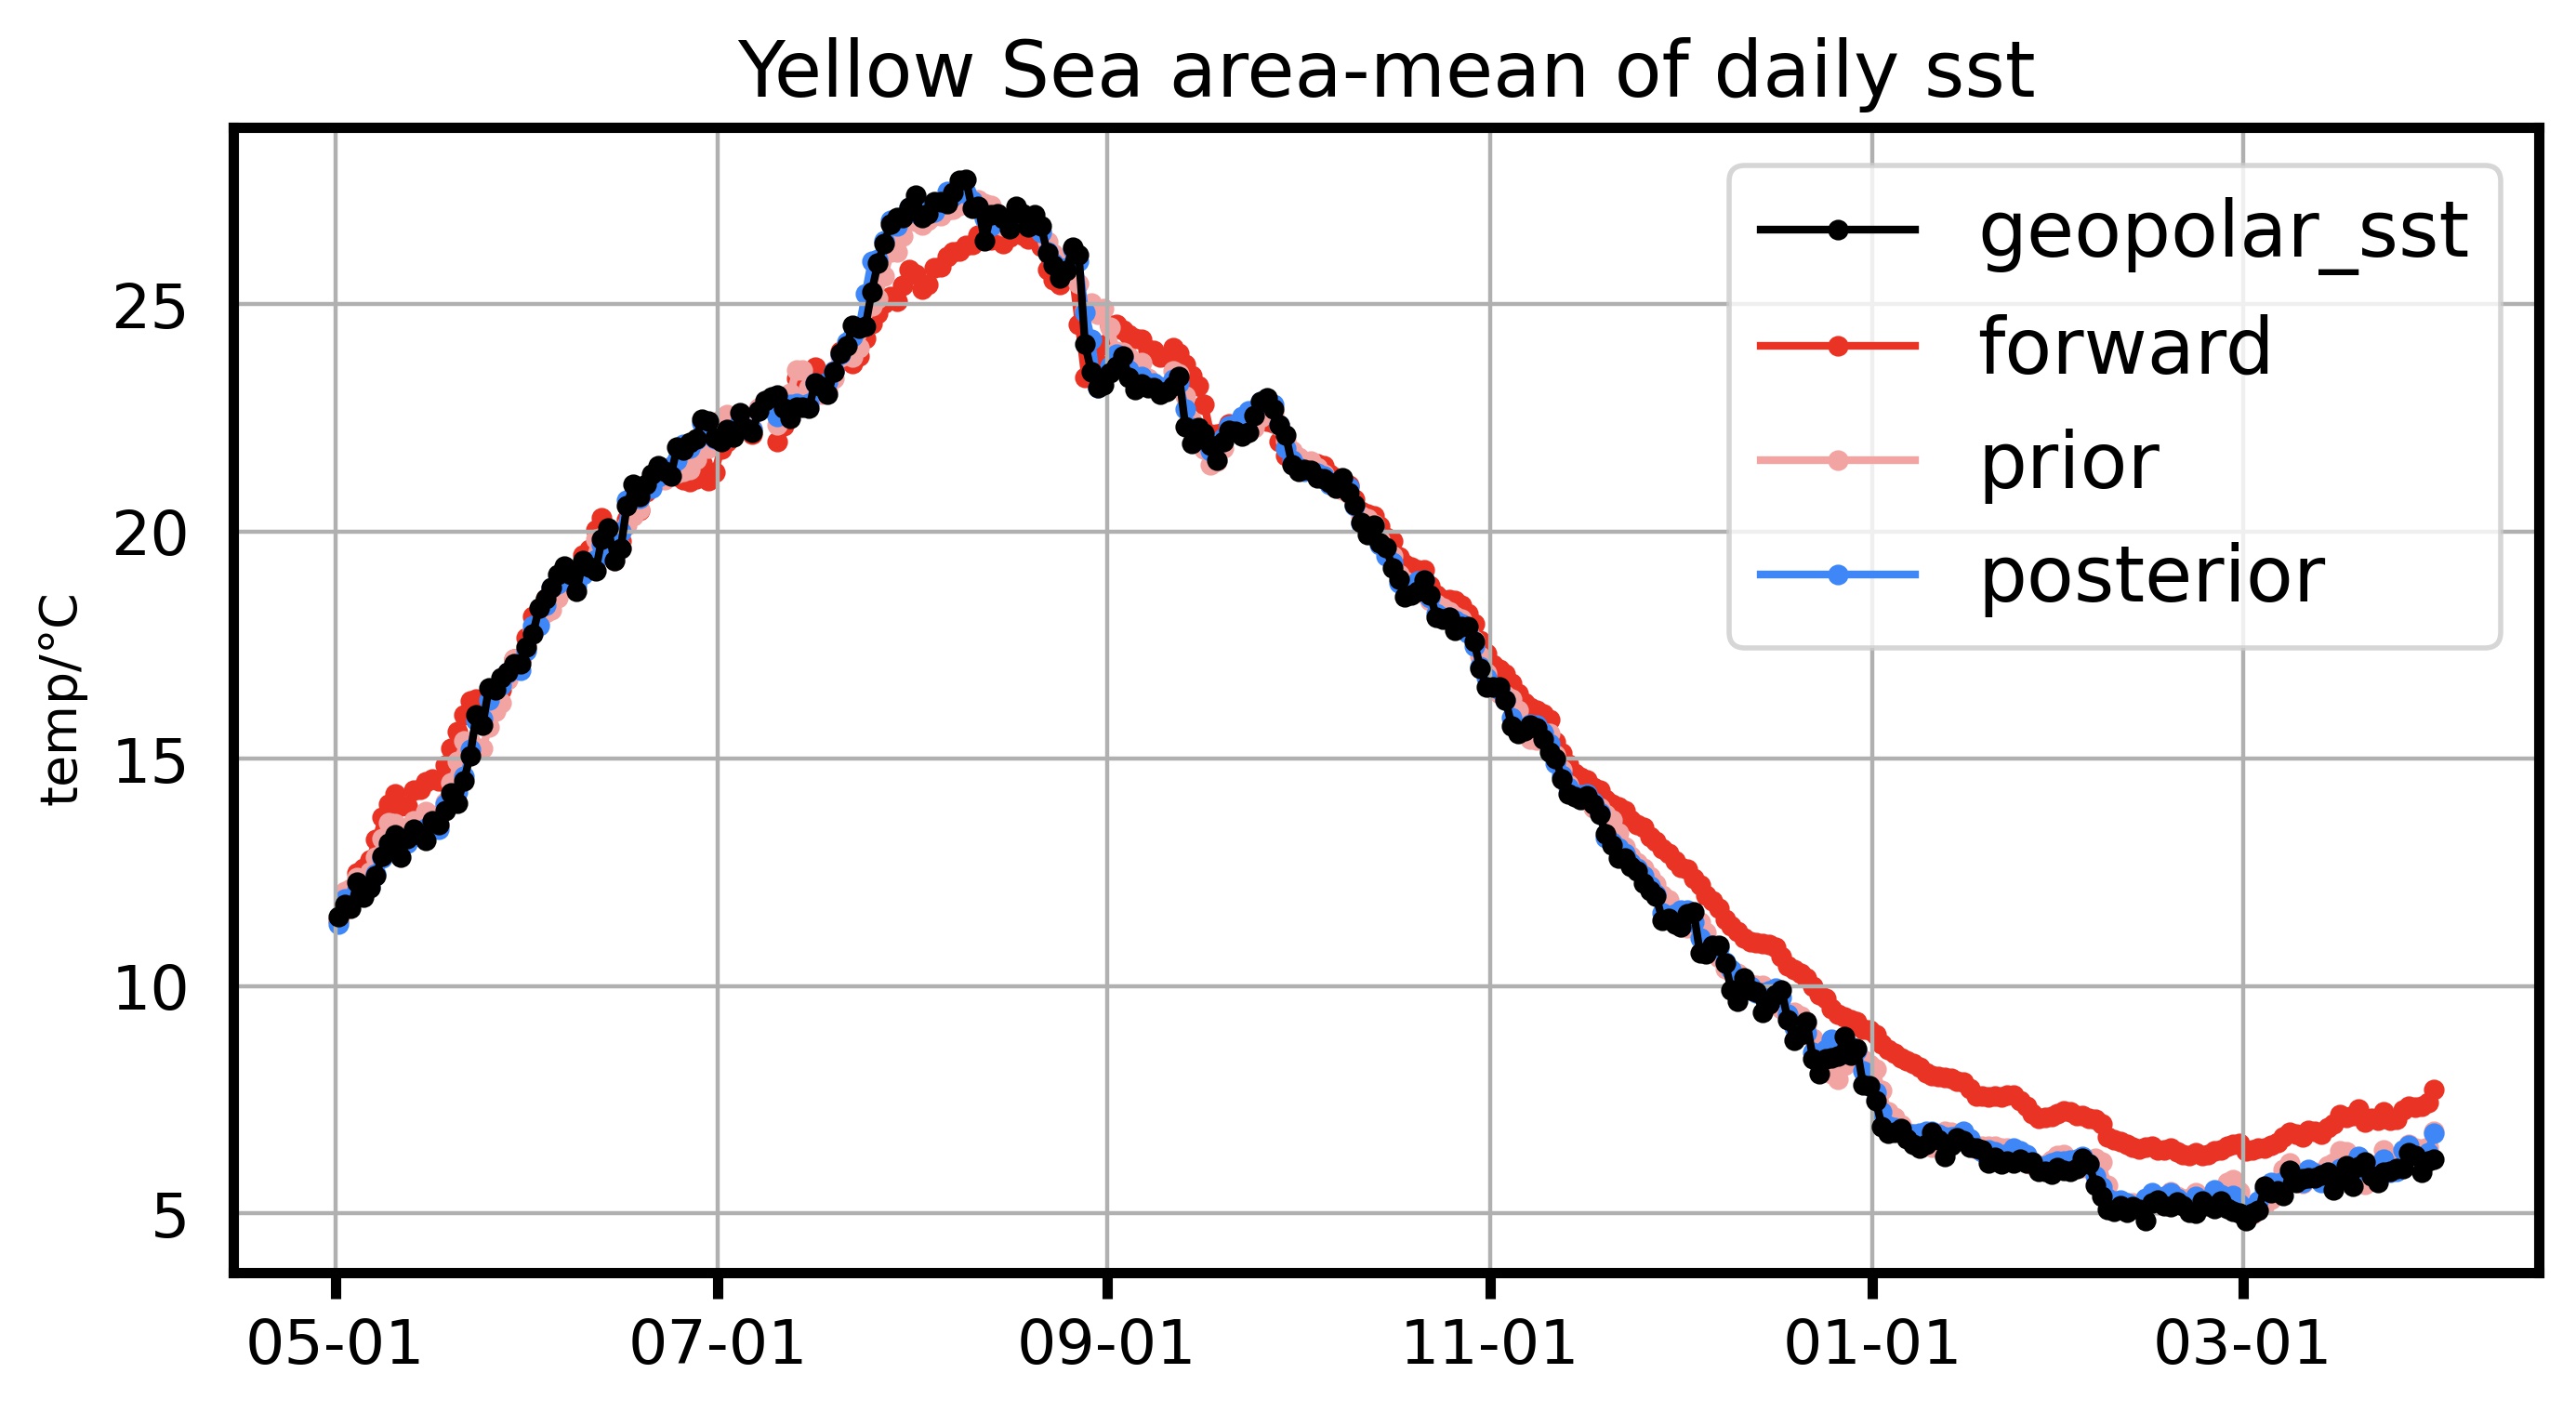 Yellow Sea area-mean of daily sst
geopolar_sst
forward
prior
posterior
temp/°C
25
20
15
10
5
05-01 07-01 09-01 11-01 01-01 03-01